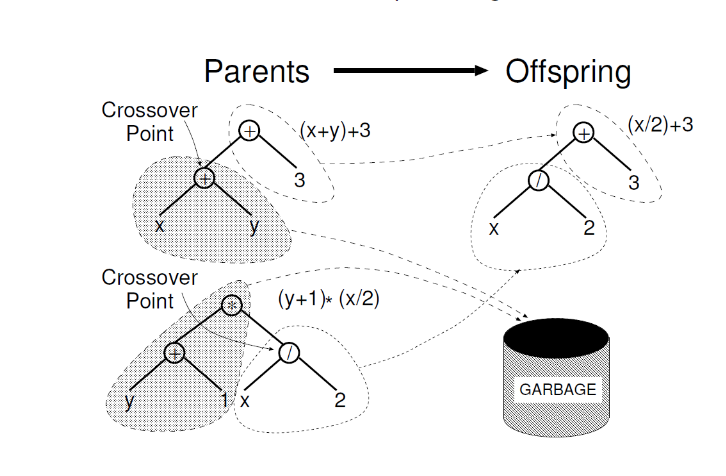 Parents
Offspring
Crossover
Point
+
(x+y)+3
+
3
x
y
+
(x/2)+3
/
3
x
2
Crossover
Point
*
(y+1)* (x/2)
+
/
y
1
x
2
GARBAGE